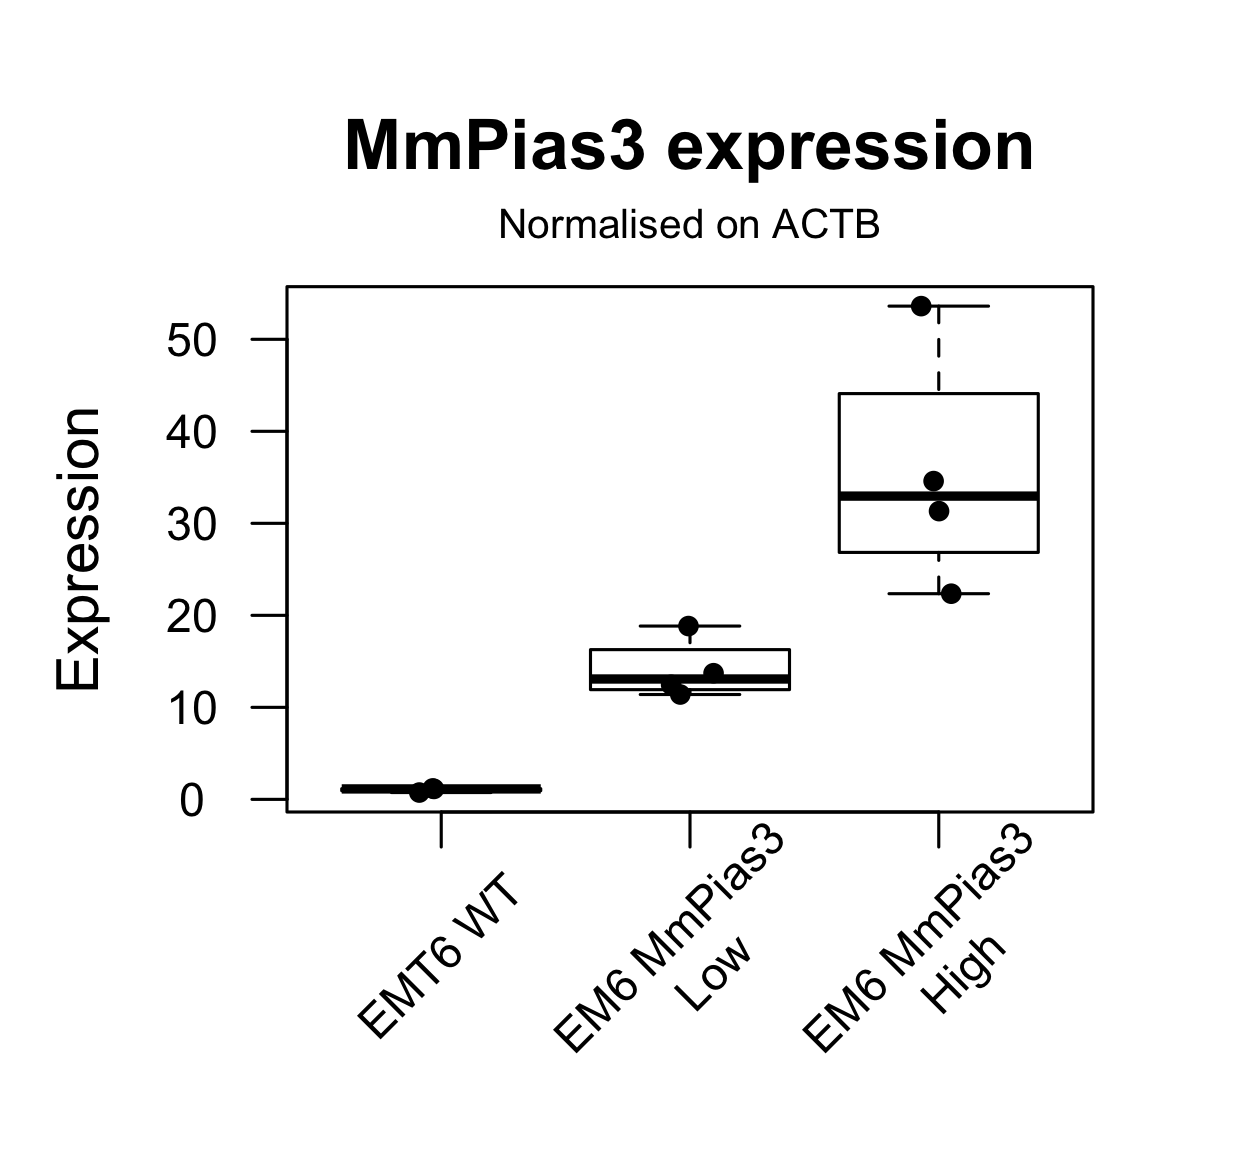 MmPias3 expression
Normalised on ACTB
Expression
50
40
30
20
10
0
EMT6 WT
EM6 MmPias3
Low
EM6 MmPias3
High